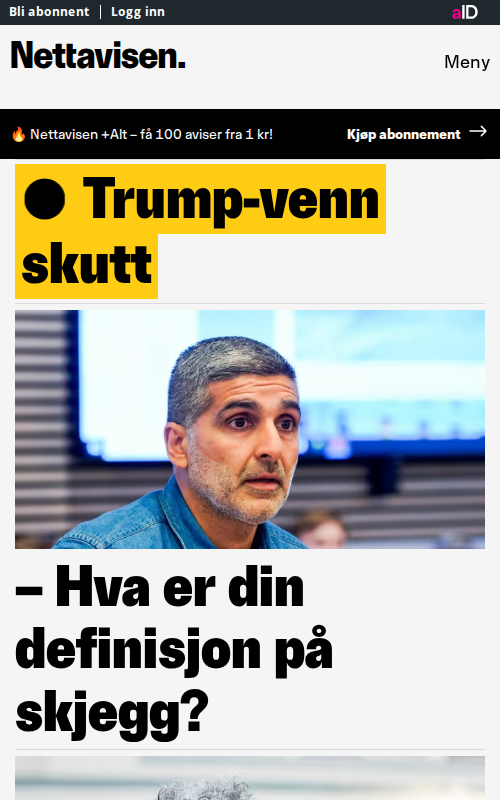 Bli abonnent | Logg inn
aID
Nettavisen.
Meny
🔥 Nettavisen +Alt – få 100 aviser fra 1 kr!
Kjøp abonnement →
● Trump-venn
skutt
– Hva er din
definisjon på
skjegg?